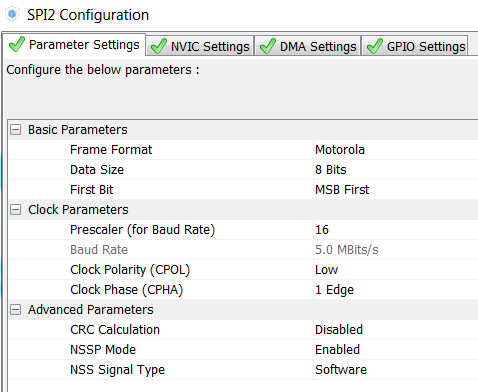 SPI2 Configuration
Parameter Settings NVIC Settings DMA Settings GPIO Settings
Configure the below parameters :
Basic Parameters
Frame Format Motorola
Data Size 8 Bits
First Bit MSB First
Clock Parameters
Prescaler (for Baud Rate) 16
Baud Rate 5.0 MBits/s
Clock Polarity (CPOL) Low
Clock Phase (CPHA) 1 Edge
Advanced Parameters
CRC Calculation Disabled
NSSP Mode Enabled
NSS Signal Type Software